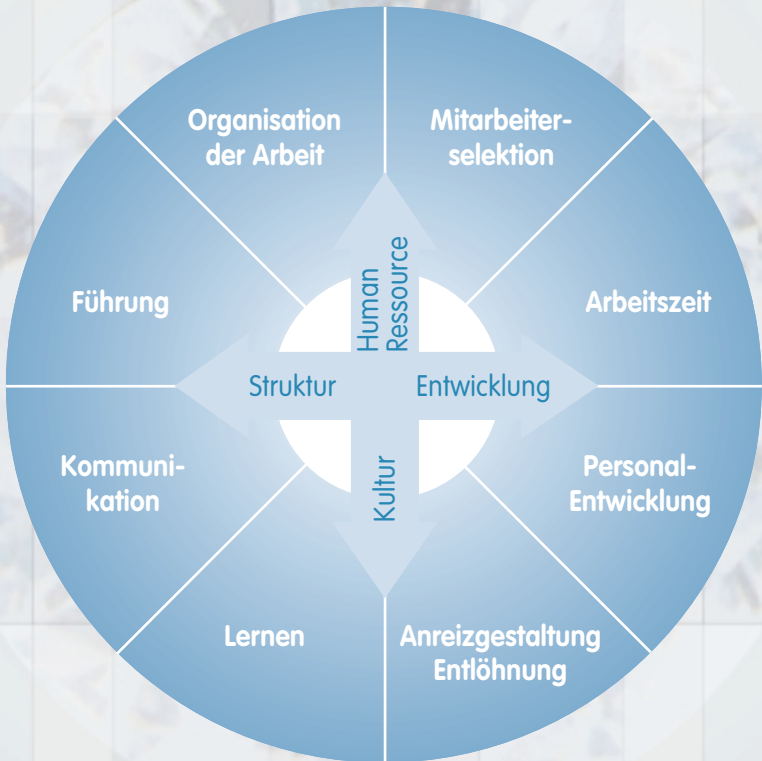 Organisation
der Arbeit
Mitarbeiter-
selektion
Führung
Human
Ressource
Arbeitszeit
Struktur
Entwicklung
Kommuni-
kation
Kultur
Personal-
Entwicklung
Lernen
Anreizgestaltung
Entlöhnung